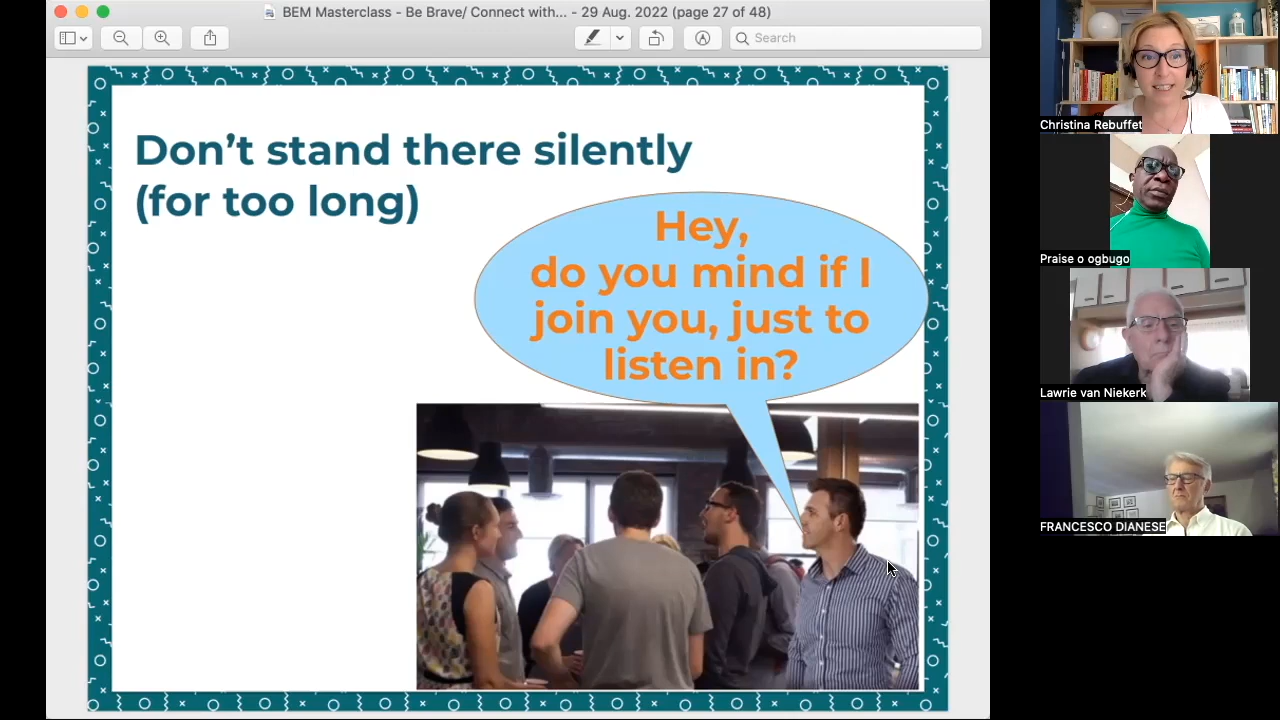 BEM Masterclass - Be Brave/ Connect with... - 29 Aug. 2022 (page 27 of 48)
Search
Don't stand there silently
(for too long)
Hey,
do you mind if I
join you, just to
listen in?
Christina Rebuffet
Praise o ogbugo
Lawrie van Niekerk
FRANCESCO DIANESE